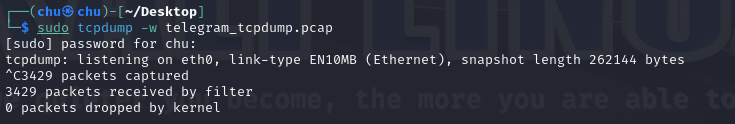 ┌──(chu㉿chu)-[~/Desktop]
└─$ sudo tcpdump -w telegram_tcpdump.pcap
[sudo] password for chu:
tcpdump: listening on eth0, link-type EN10MB (Ethernet), snapshot length 262144 bytes
^C3429 packets captured
3429 packets received by filter
0 packets dropped by kernel
become, the more you are able to